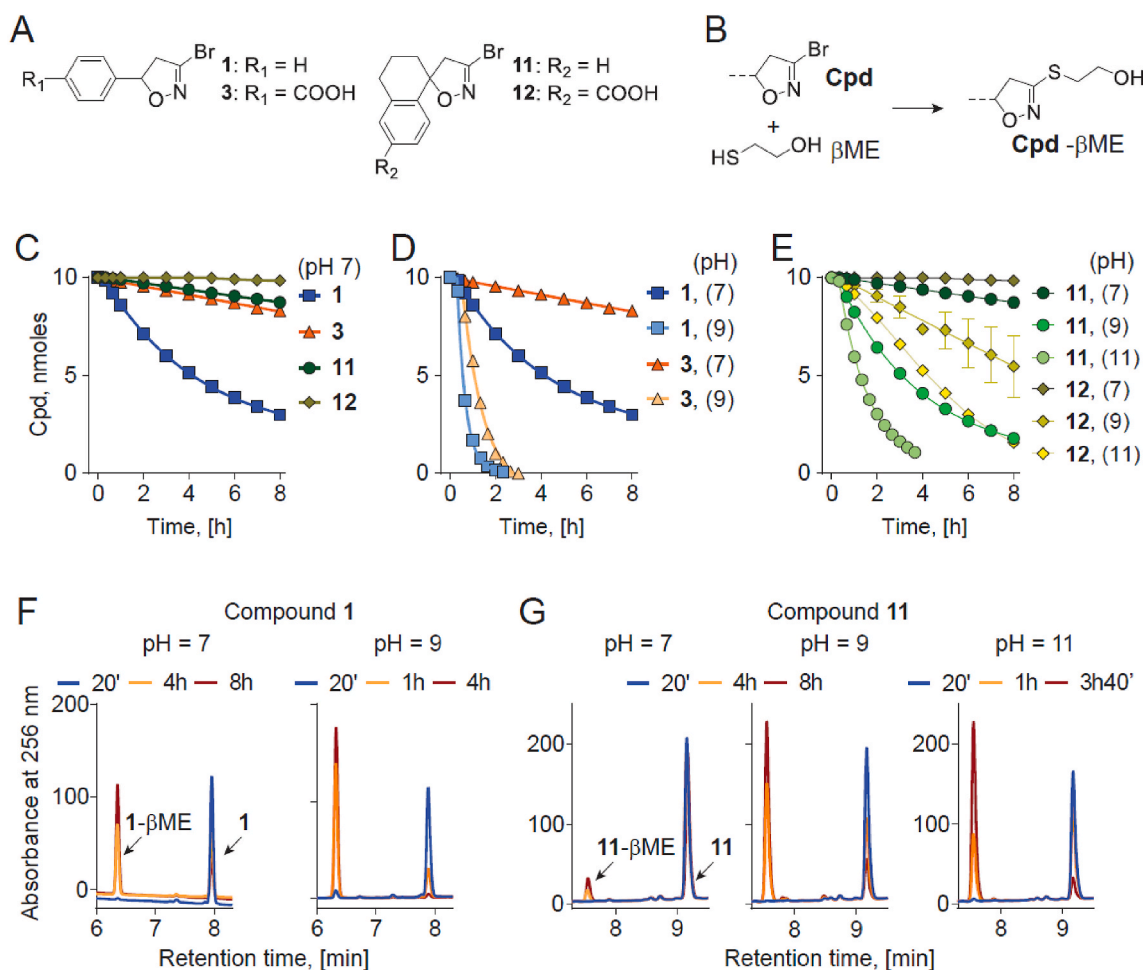 A
R1
O
N
Br
1: R1 = H
3: R1 = COOH
R2
O
N
Br
11: R2 = H
12: R2 = COOH
B
Br
O
N
Cpd
+
HS
OH
βME
S
OH
O
N
Cpd -βME
C
(pH 7)
1
3
11
12
Cpd, nmoles
10
5
0
0 2 4 6 8
Time, [h]
D
(pH)
1, (7)
1, (9)
3, (7)
3, (9)
10
5
0
0 2 4 6 8
Time, [h]
E
(pH)
11, (7)
11, (9)
11, (11)
12, (7)
12, (9)
12, (11)
10
5
0
0 2 4 6 8
Time, [h]
F
Compound 1
pH = 7
pH = 9
20' 4h 8h
20' 1h 4h
Absorbance at 256 nm
200
100
0
1-βME
1
6 7 8
6 7 8
Retention time, [min]
G
Compound 11
pH = 7
pH = 9
pH = 11
20' 4h 8h
20' 1h 3h40'
200
100
0
11-βME
11
200
100
0
200
100
0
8 9
8 9
8 9
Retention time, [min]